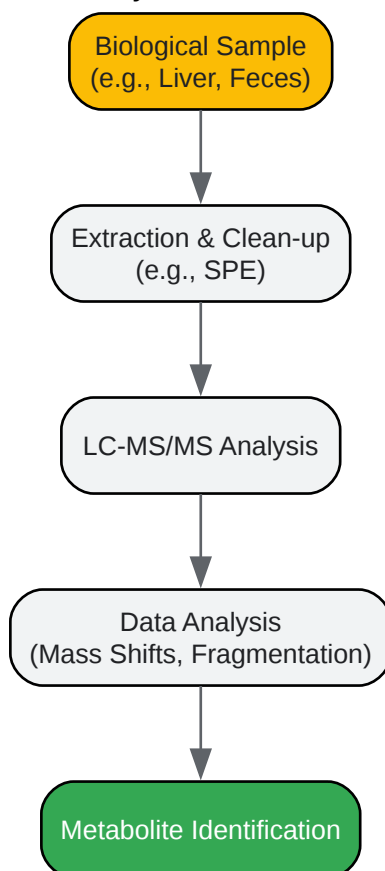 Biological Sample
(e.g., Liver, Feces)
Extraction & Clean-up
(e.g., SPE)
LC-MS/MS Analysis
Data Analysis
(Mass Shifts, Fragmentation)
Metabolite Identification